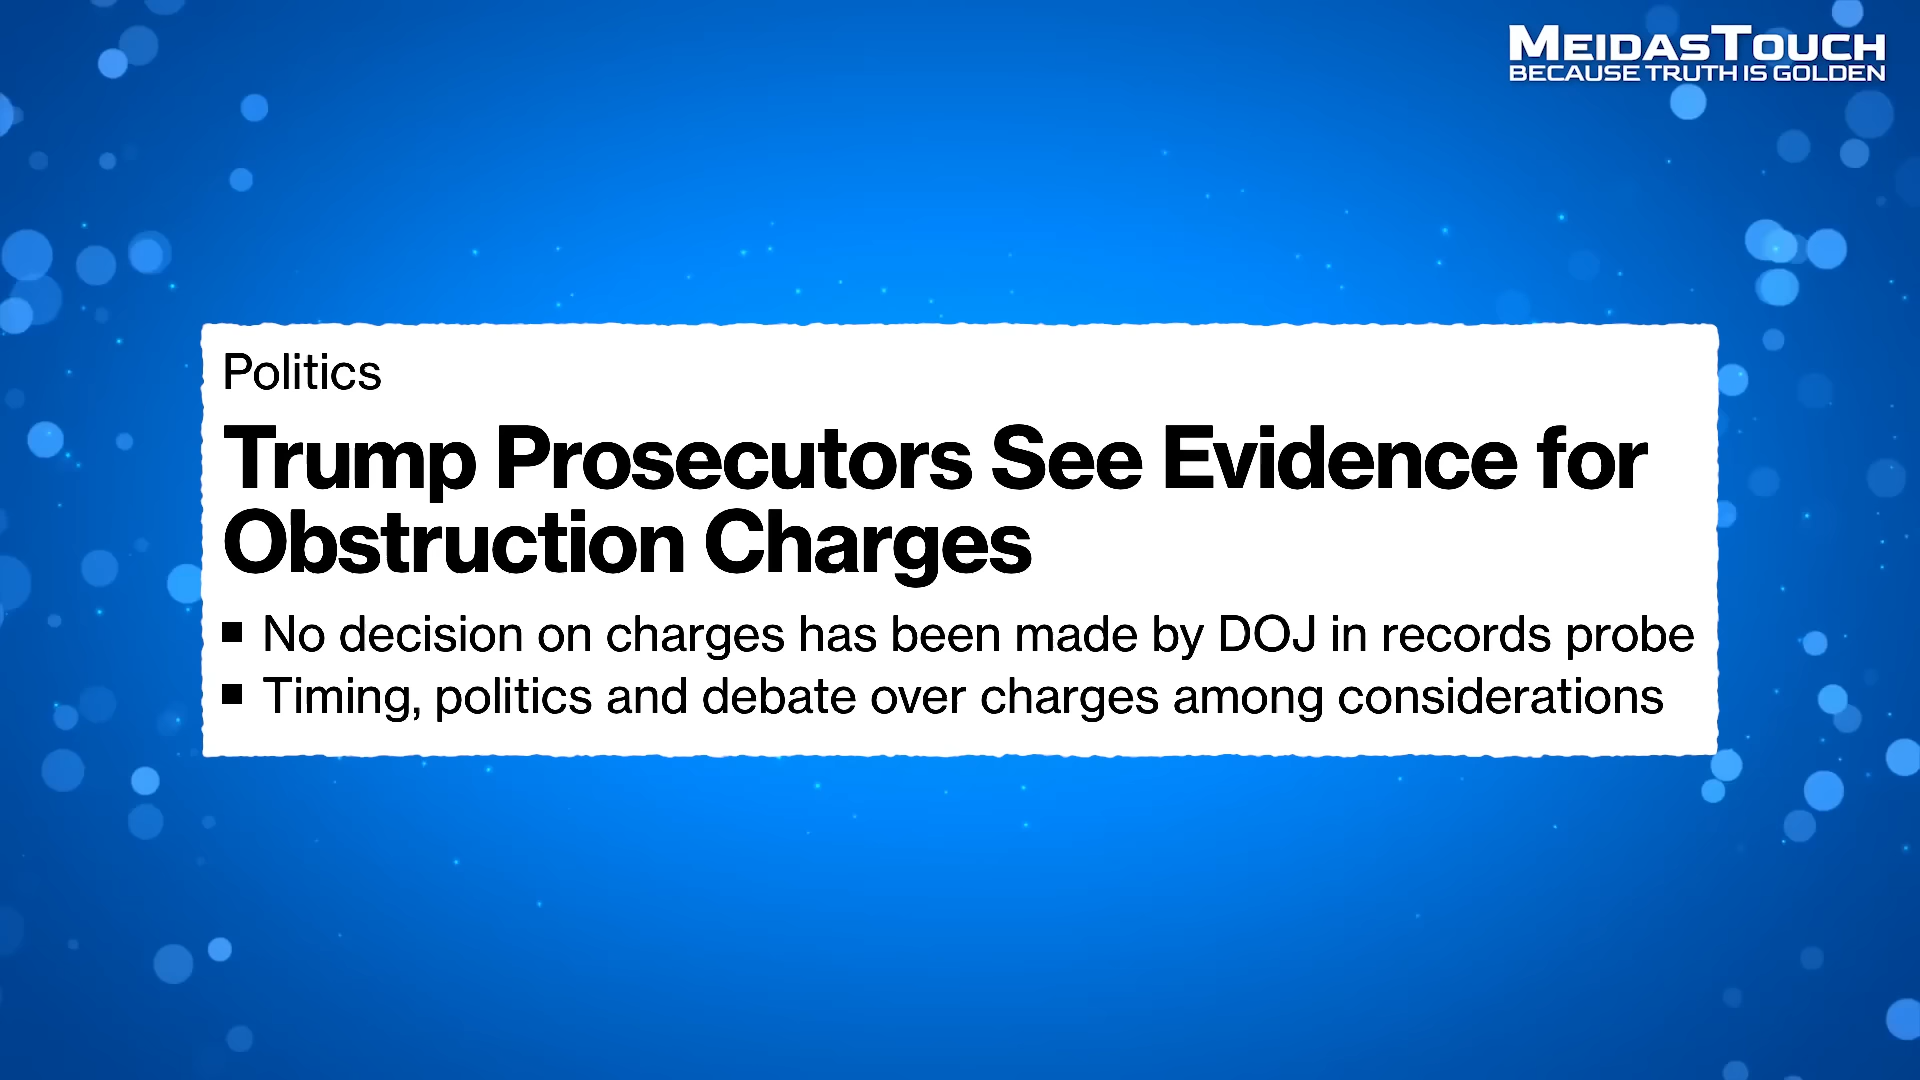 MEIDASTOUCH
BECAUSE TRUTH IS GOLDEN
Politics
Trump Prosecutors See Evidence for
Obstruction Charges
■ No decision on charges has been made by DOJ in records probe
■ Timing, politics and debate over charges among considerations